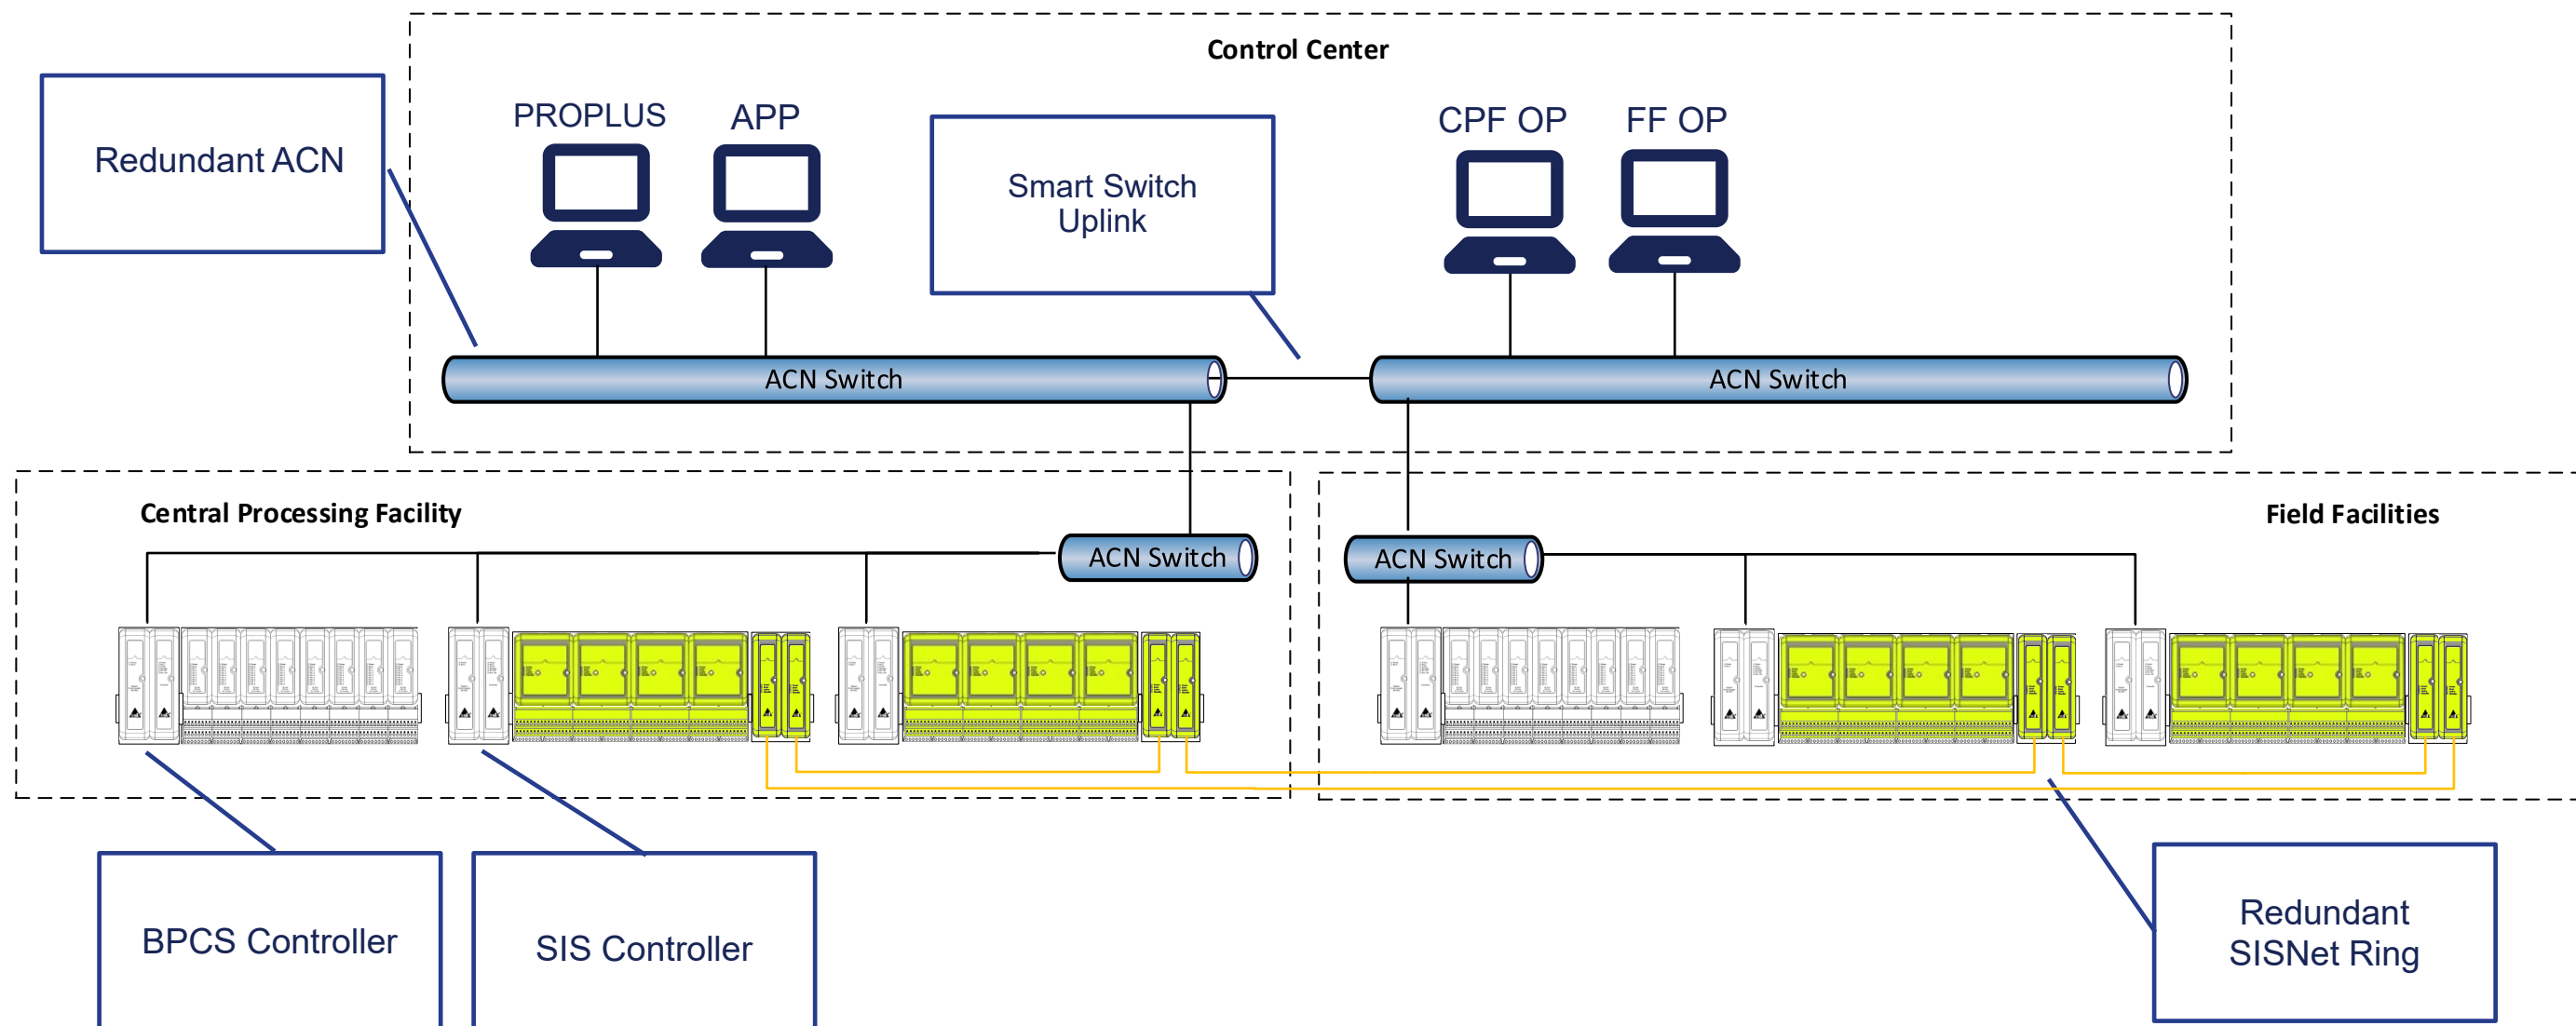 Control Center
Redundant ACN
PROPLUS
APP
Smart Switch
Uplink
CPF OP
FF OP
ACN Switch
ACN Switch
Central Processing Facility
Field Facilities
ACN Switch
ACN Switch
BPCS Controller
SIS Controller
Redundant
SISNet Ring